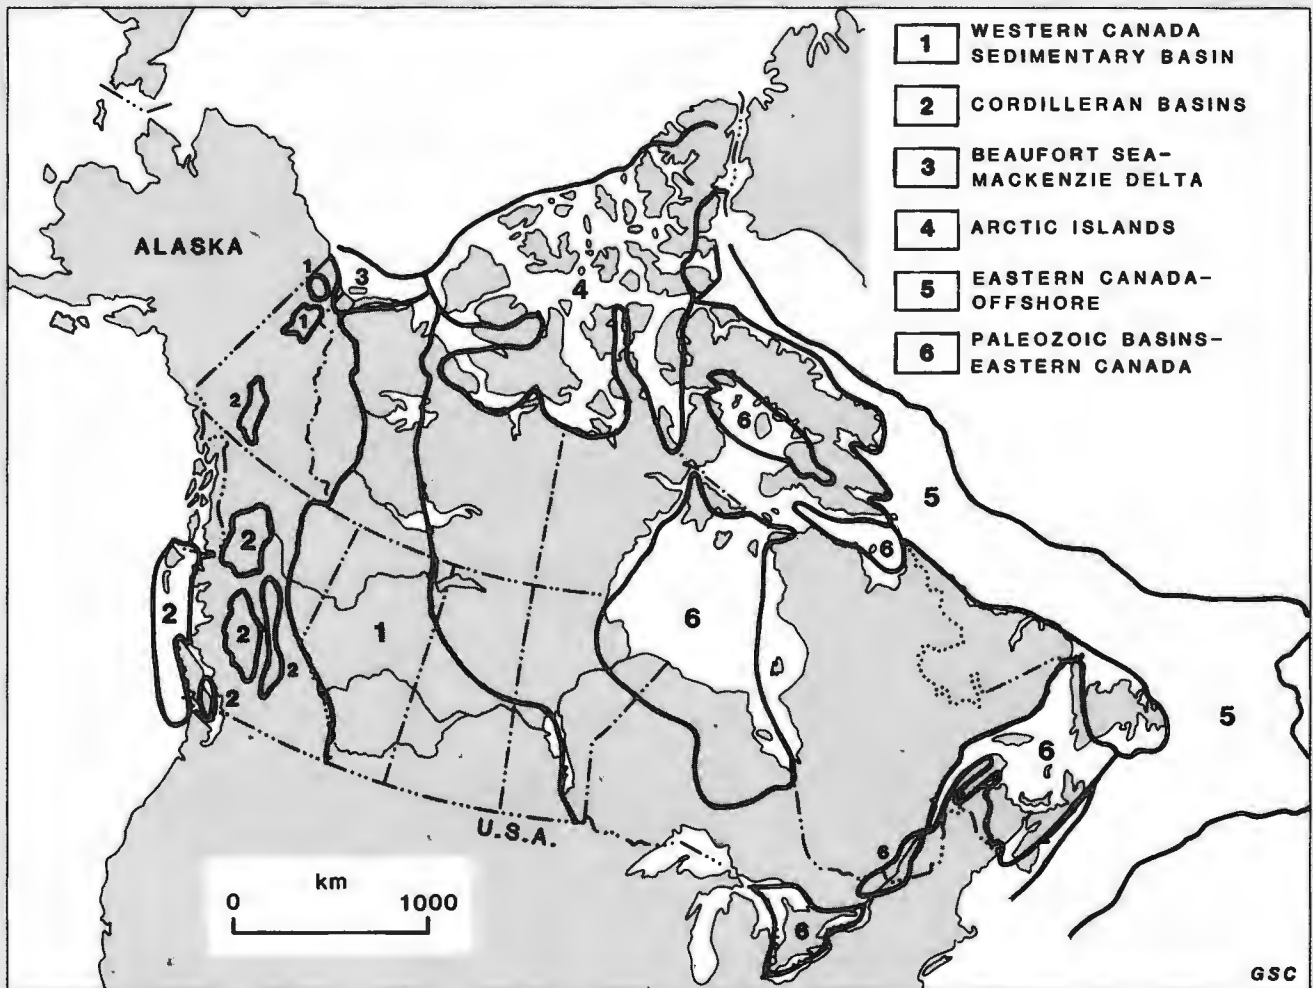 1 WESTERN CANADA
SEDIMENTARY BASIN
2 CORDILLERAN BASINS
3 BEAUFORT SEA-
MACKENZIE DELTA
4 ARCTIC ISLANDS
5 EASTERN CANADA-
OFFSHORE
6 PALEOZOIC BASINS-
EASTERN CANADA
ALASKA
1
3
4
1
2
6
5
2
6
2
2
1
6
2
2
5
6
U.S.A.
6
km
0 1000
6
GSC